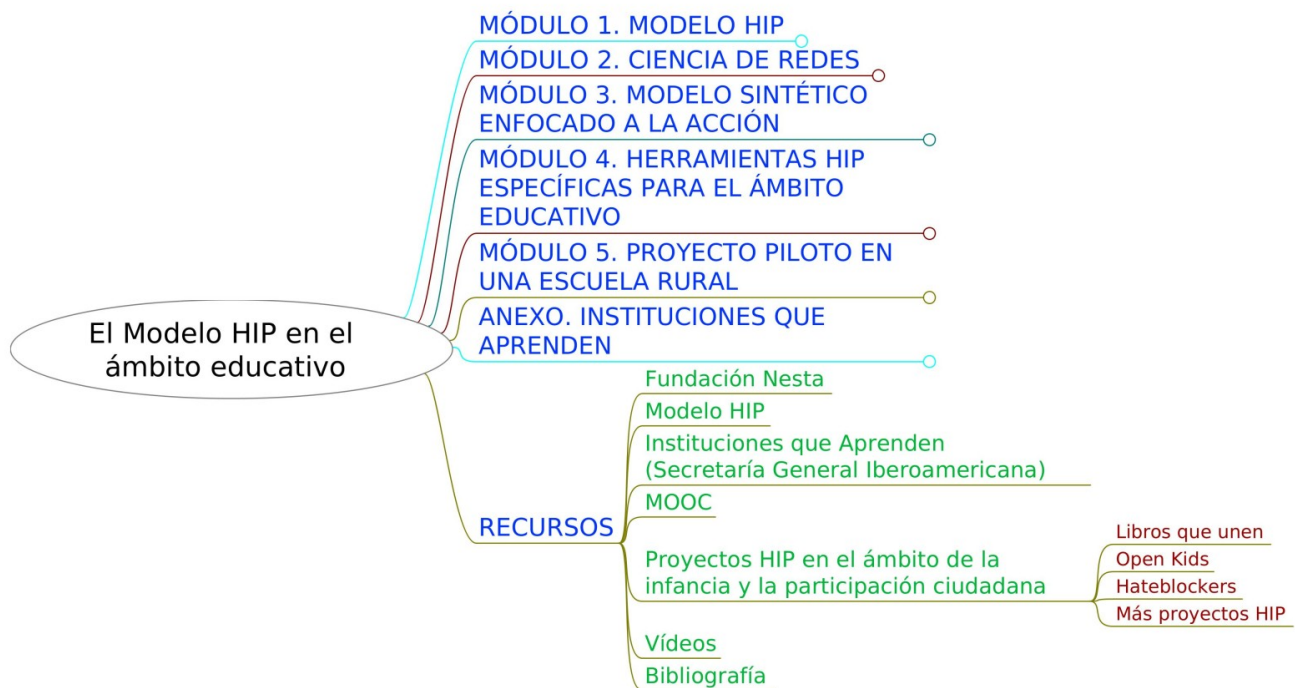 El Modelo HIP en el
ámbito educativo
MÓDULO 1. MODELO HIP
MÓDULO 2. CIENCIA DE REDES
MÓDULO 3. MODELO SINTÉTICO
ENFOCADO A LA ACCIÓN
MÓDULO 4. HERRAMIENTAS HIP
ESPECÍFICAS PARA EL ÁMBITO
EDUCATIVO
MÓDULO 5. PROYECTO PILOTO EN
UNA ESCUELA RURAL
ANEXO. INSTITUCIONES QUE
APRENDEN
RECURSOS
Fundación Nesta
Modelo HIP
Instituciones que Aprenden
(Secretaría General Iberoamericana)
MOOC
Proyectos HIP en el ámbito de la
infancia y la participación ciudadana
Libros que unen
Open Kids
Hateblockers
Más proyectos HIP
Vídeos
Bibliografía